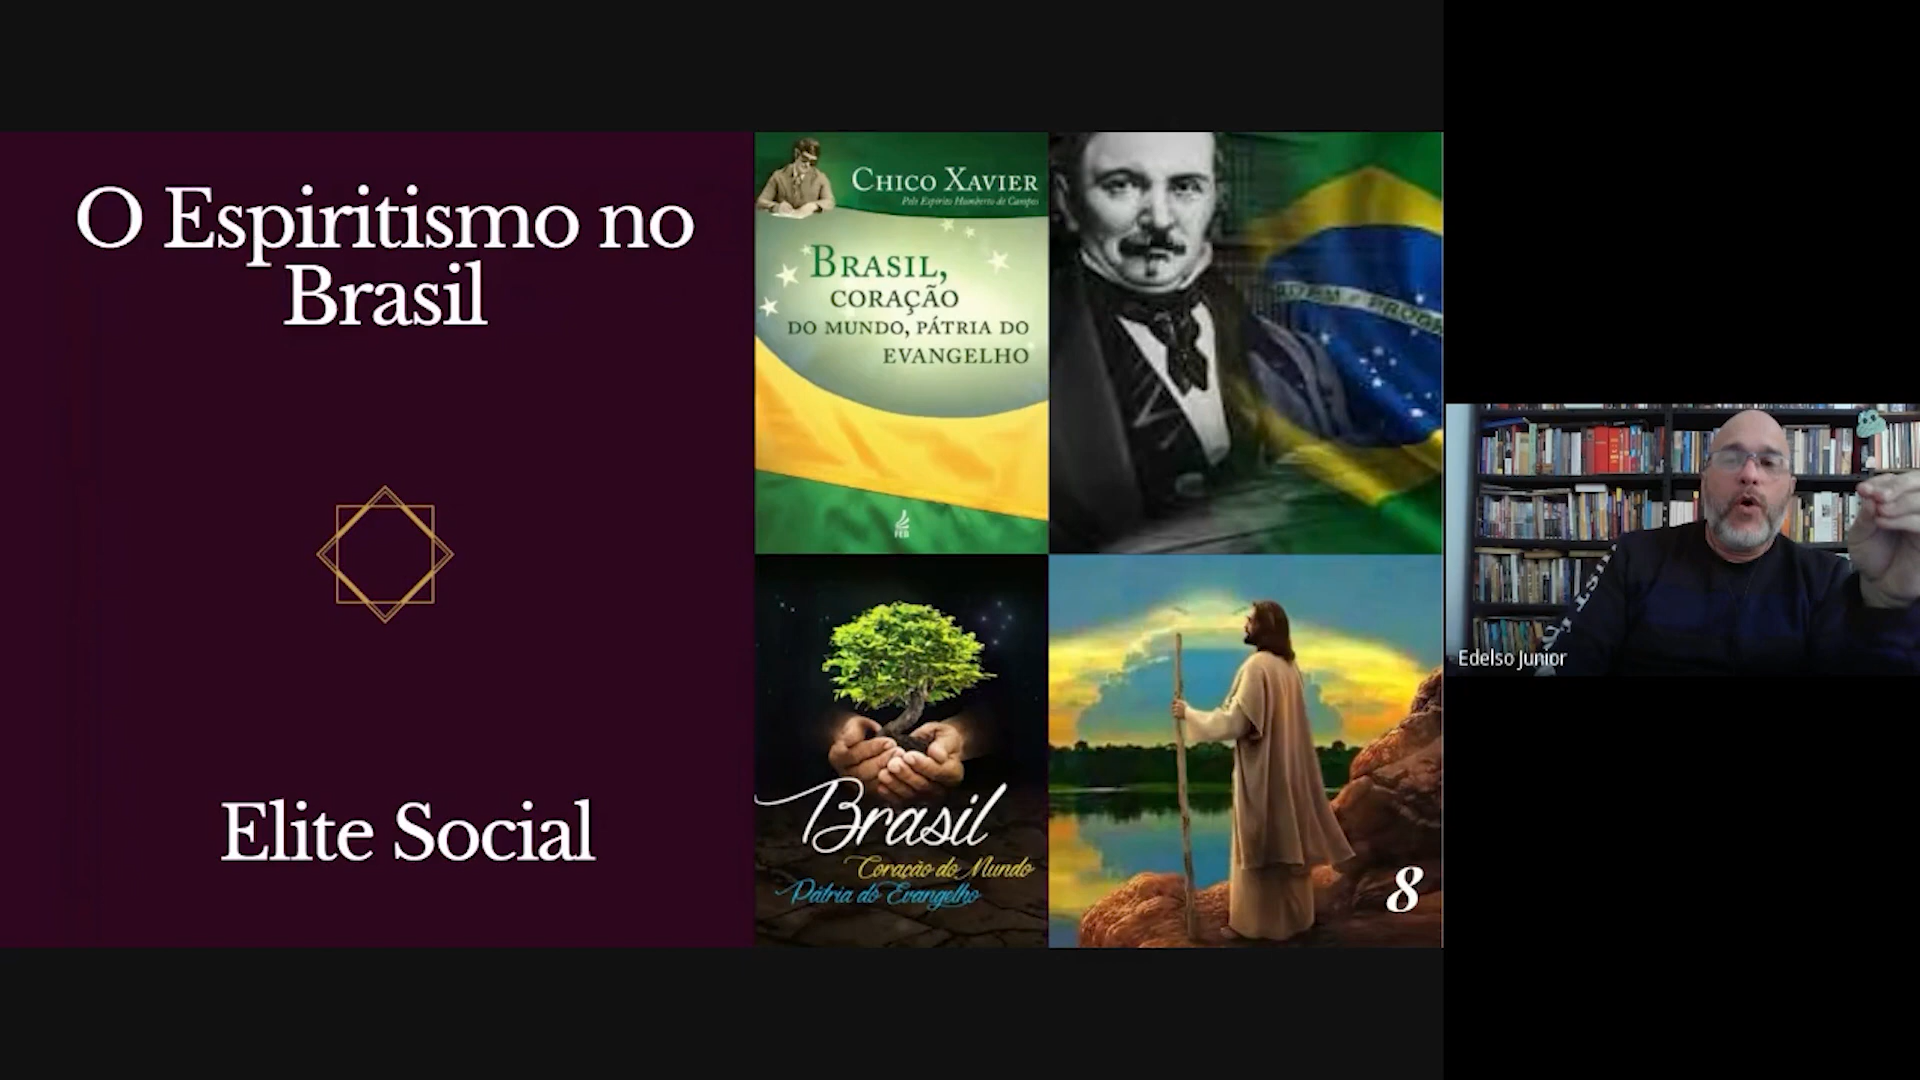 O Espiritismo no
Brasil
Elite Social
CHICO XAVIER
Pelo Espírito Humberto de Campos
BRASIL,
CORAÇÃO
DO MUNDO, PÁTRIA DO
EVANGELHO
FEB
Brasil
Coração do Mundo
Pátria do Evangelho
8
Edelso Junior